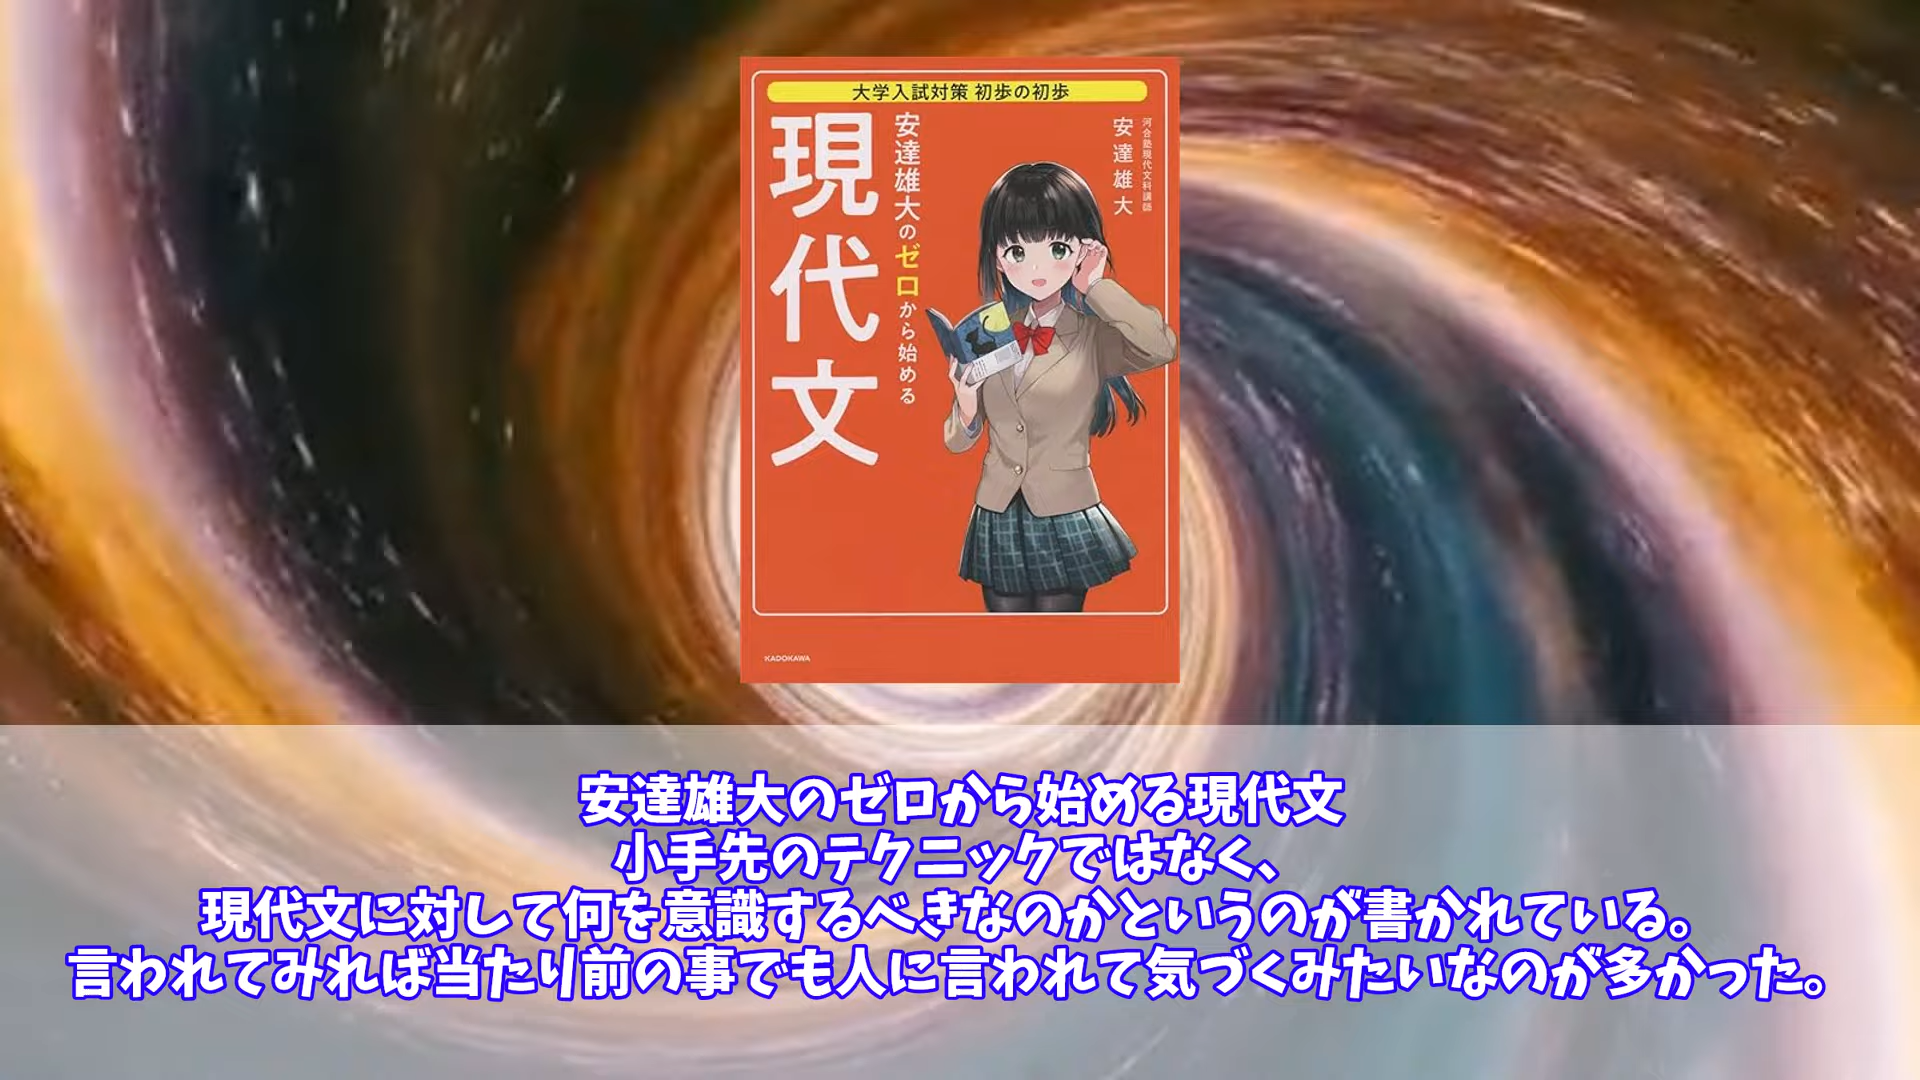 大学入試対策 初歩の初歩
河合塾現代文科講師
安達雄大
安達雄大のゼロから始める
現代文
KADOKAWA
安達雄大のゼロから始める現代文
小手先のテクニックではなく、
現代文に対して何を意識するべきなのかというのが書かれている。
言われてみれば当たり前の事でも人に言われて気づくみたいなのが多かった。